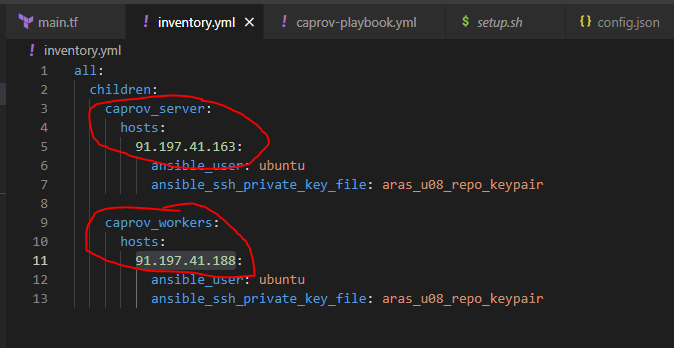 main.tf
! inventory.yml ×
! caprov-playbook.yml
$ setup.sh
{} config.json
! inventory.yml
1 all:
2 children:
3 caprov_server:
4 hosts:
5 91.197.41.163:
6 ansible_user: ubuntu
7 ansible_ssh_private_key_file: aras_u08_repo_keypair
8
9 caprov_workers:
10 hosts:
11 91.197.41.188:
12 ansible_user: ubuntu
13 ansible_ssh_private_key_file: aras_u08_repo_keypair